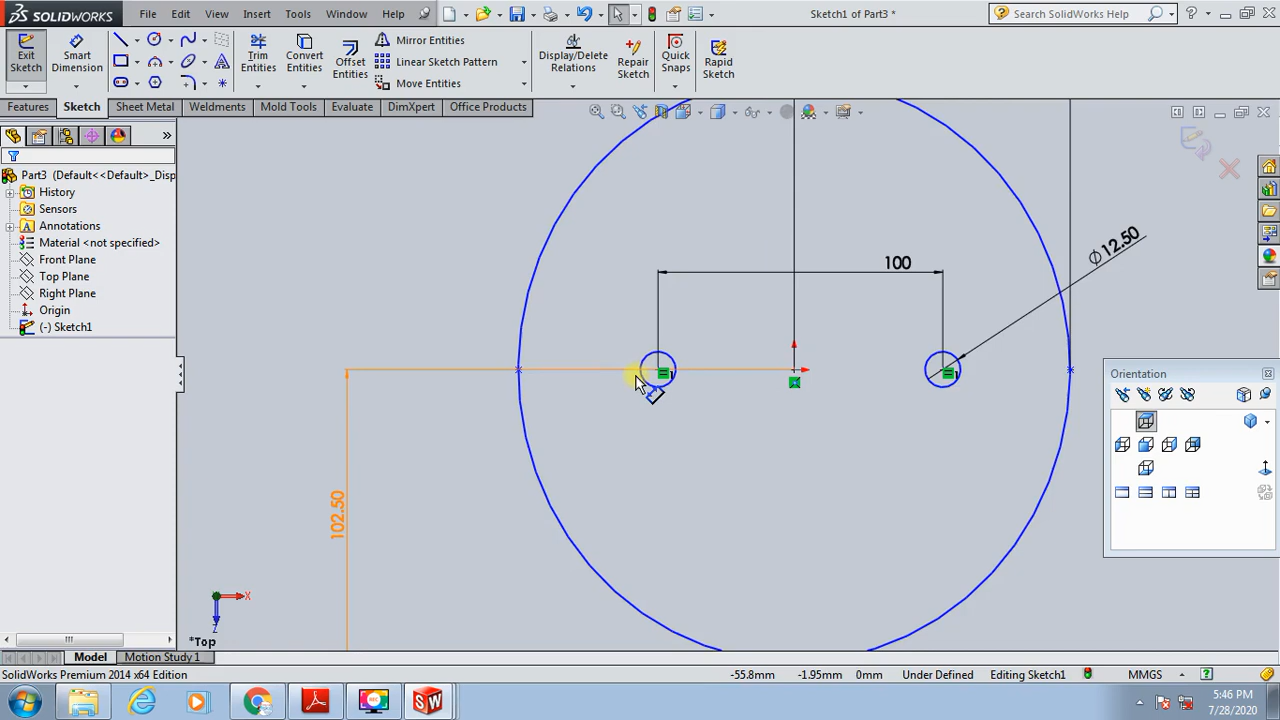 SOLIDWORKS File Edit View Insert Tools Window Help Sketch1 of Part3 * Search SolidWorks Help
Exit Sketch
Smart Dimension
Trim Entities
Convert Entities
Offset Entities
Mirror Entities
Linear Sketch Pattern
Move Entities
Display/Delete Relations
Repair Sketch
Quick Snaps
Rapid Sketch
Features Sketch Sheet Metal Weldments Mold Tools Evaluate DimXpert Office Products
Part3 (Default<<Default>_Disp
History
Sensors
Annotations
Material <not specified>
Front Plane
Top Plane
Right Plane
Origin
(-) Sketch1
100
Ø12.50
102.50
Orientation
X
Z
*Top
Model Motion Study 1
SolidWorks Premium 2014 x64 Edition -55.8mm -1.95mm 0mm Under Defined Editing Sketch1 MMGS
5:46 PM
7/28/2020